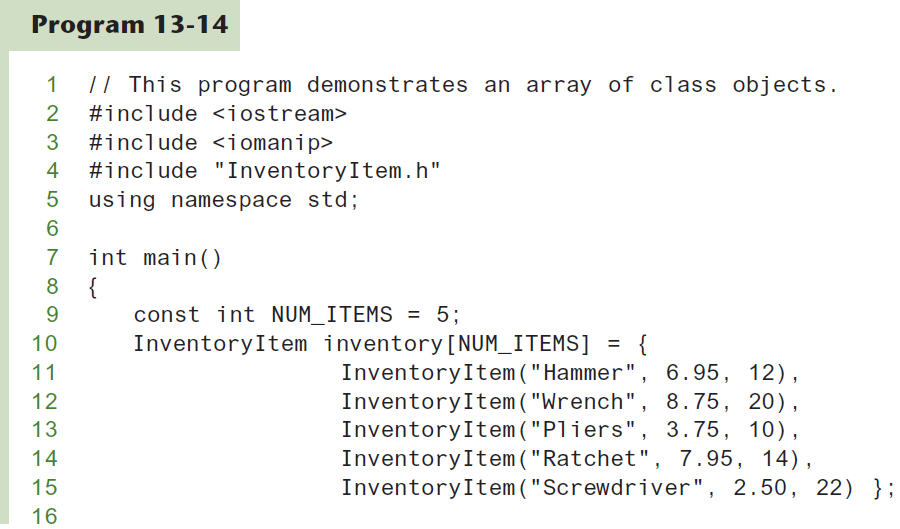 Program 13-14
1 // This program demonstrates an array of class objects.
2 #include <iostream>
3 #include <iomanip>
4 #include "InventoryItem.h"
5 using namespace std;
6
7 int main()
8 {
9 const int NUM_ITEMS = 5;
10 InventoryItem inventory[NUM_ITEMS] = {
11 InventoryItem("Hammer", 6.95, 12),
12 InventoryItem("Wrench", 8.75, 20),
13 InventoryItem("Pliers", 3.75, 10),
14 InventoryItem("Ratchet", 7.95, 14),
15 InventoryItem("Screwdriver", 2.50, 22) };
16